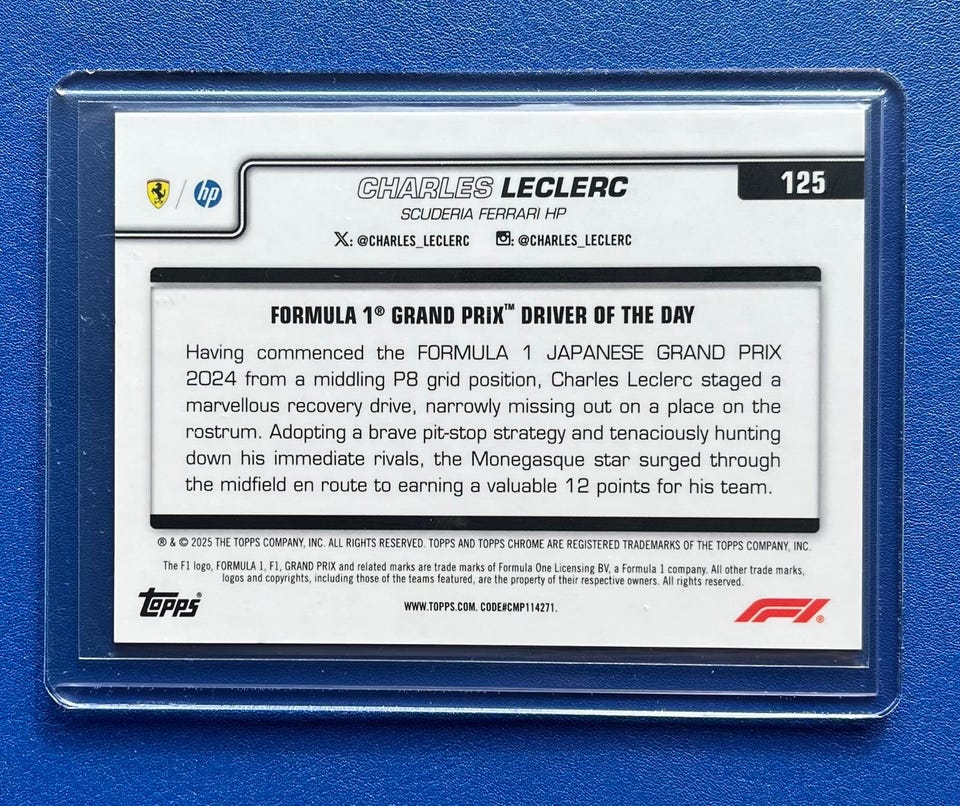 hp
CHARLES LECLERC
125
SCUDERIA FERRARI HP
X: @CHARLES_LECLERC : @CHARLES_LECLERC
FORMULA 1® GRAND PRIX™ DRIVER OF THE DAY
Having commenced the FORMULA 1 JAPANESE GRAND PRIX
2024 from a middling P8 grid position, Charles Leclerc staged a
marvellous recovery drive, narrowly missing out on a place on the
rostrum. Adopting a brave pit-stop strategy and tenaciously hunting
down his immediate rivals, the Monegasque star surged through
the midfield en route to earning a valuable 12 points for his team.
® & © 2025 THE TOPPS COMPANY, INC. ALL RIGHTS RESERVED. TOPPS AND TOPPS CHROME ARE REGISTERED TRADEMARKS OF THE TOPPS COMPANY, INC.
The F1 logo, FORMULA 1, F1, GRAND PRIX and related marks are trade marks of Formula One Licensing BV, a Formula 1 company. All other trade marks,
logos and copyrights, including those of the teams featured, are the property of their respective owners. All rights reserved.
topps®
WWW.TOPPS.COM. CODE#CMP114271.
F1®